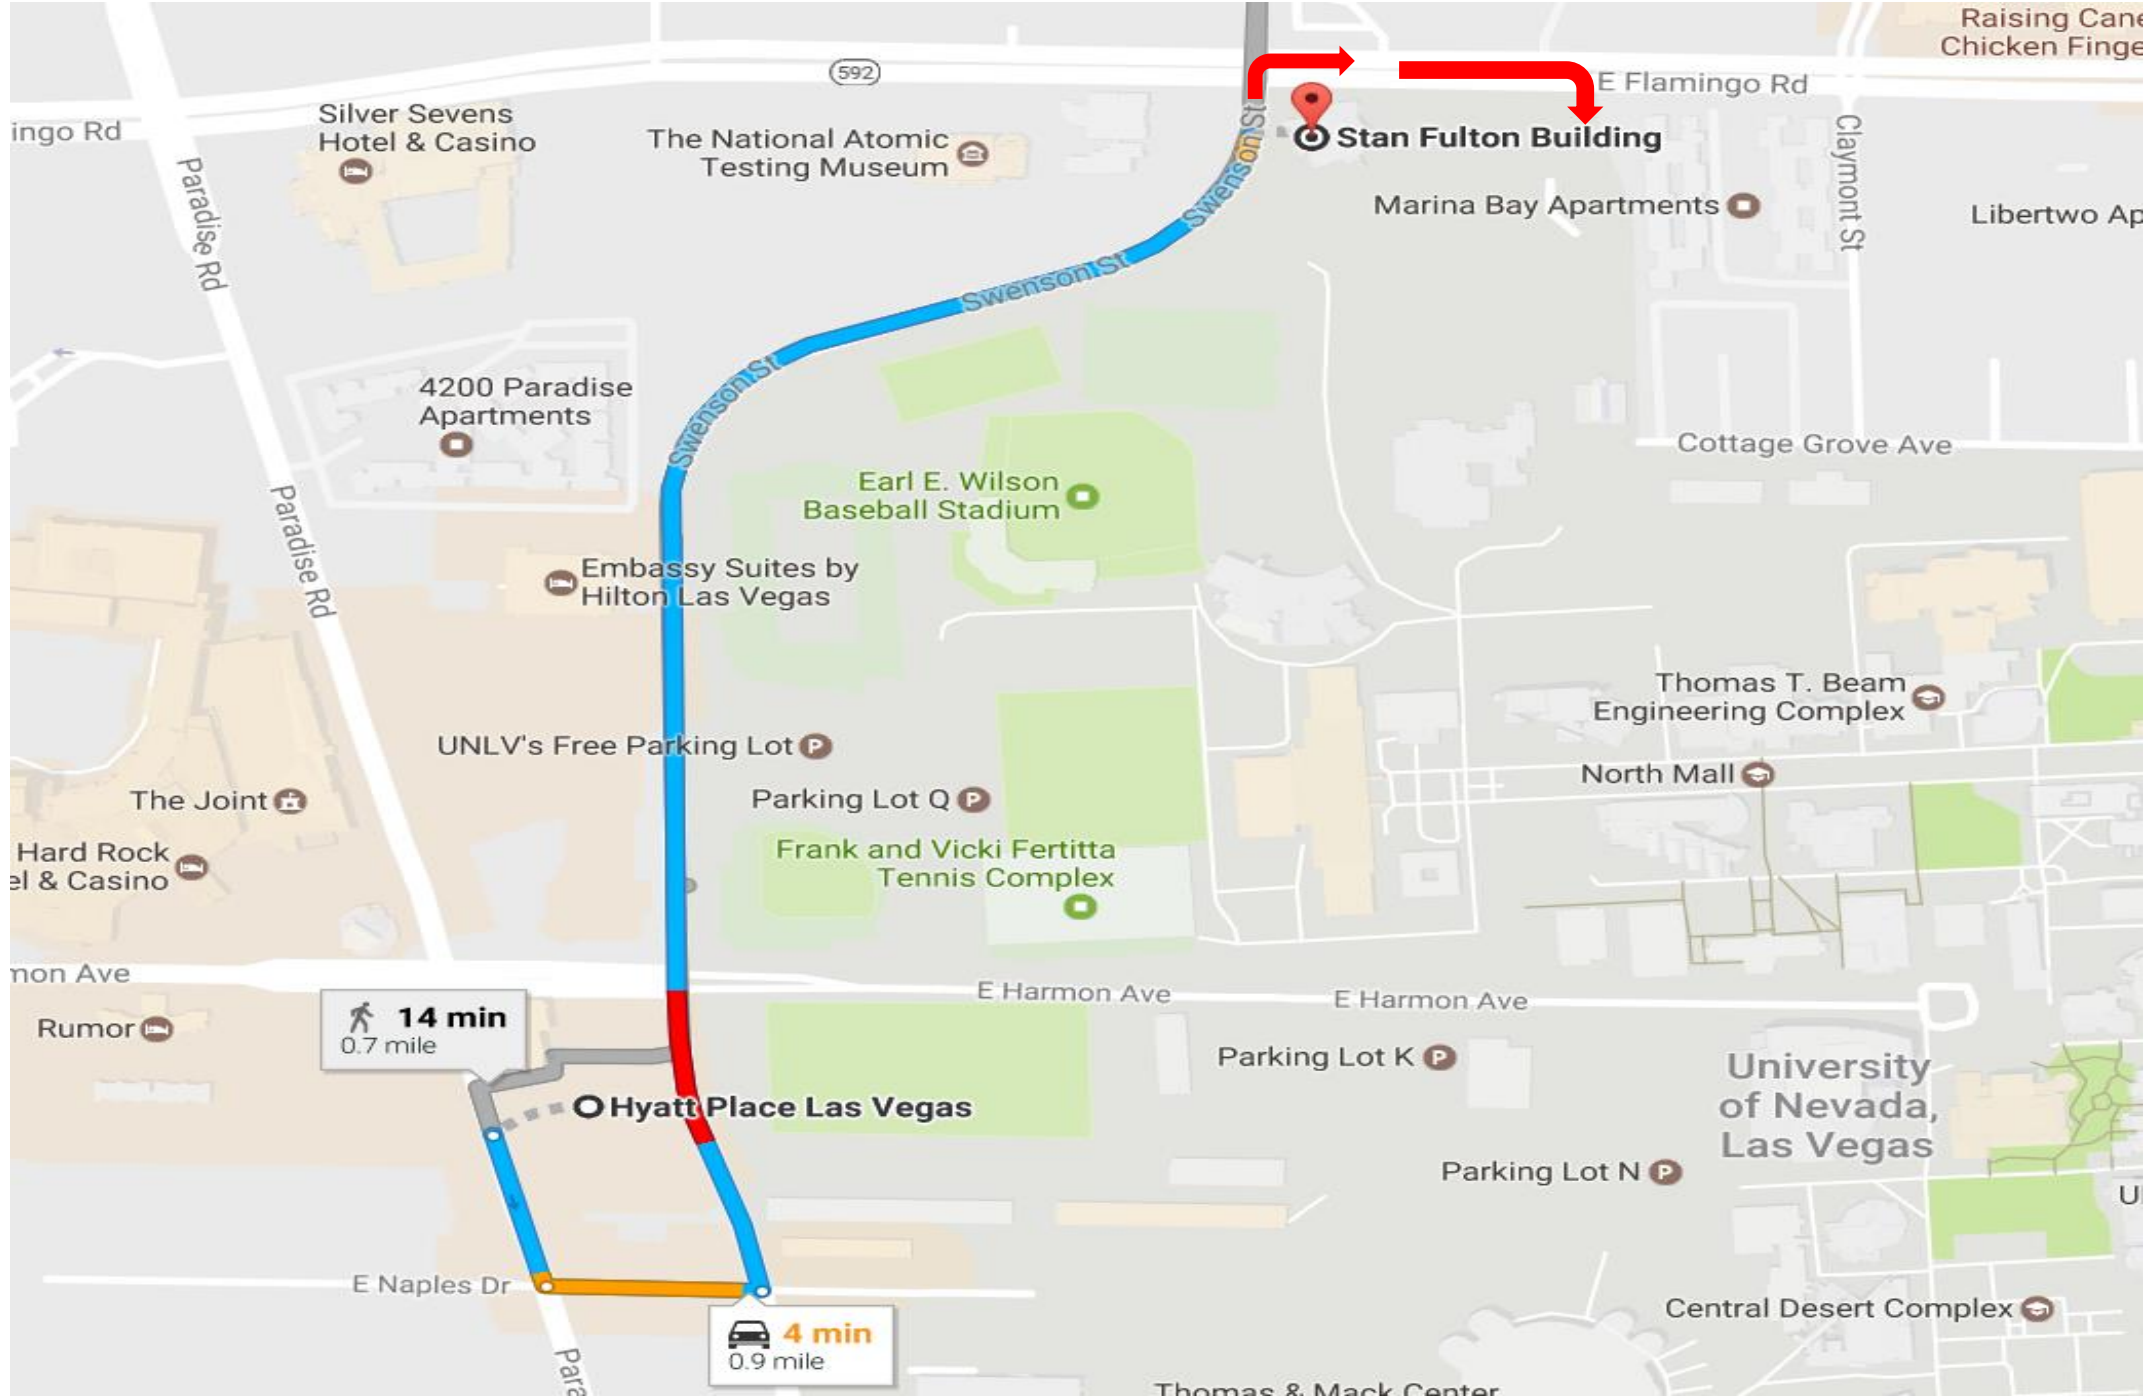 Raising Cane
Chicken Finge
592
E Flamingo Rd
Silver Sevens
Hotel & Casino
ingo Rd
The National Atomic
Testing Museum
Swenson St
Stan Fulton Building
Claymont St
Paradise Rd
Marina Bay Apartments
Libertwo Ap
Swenson St
Swenson St
4200 Paradise
Apartments
Cottage Grove Ave
Earl E. Wilson
Baseball Stadium
Paradise Rd
Embassy Suites by
Hilton Las Vegas
Thomas T. Beam
Engineering Complex
UNLV's Free Parking Lot P
North Mall
The Joint
Parking Lot Q P
Hard Rock
el & Casino
Frank and Vicki Fertitta
Tennis Complex
mon Ave
E Harmon Ave
E Harmon Ave
14 min
0.7 mile
Rumor
Parking Lot K P
University
of Nevada,
Las Vegas
Hyatt Place Las Vegas
Parking Lot N P
U
E Naples Dr
Central Desert Complex
4 min
0.9 mile
Para
Thomas & Mack Center